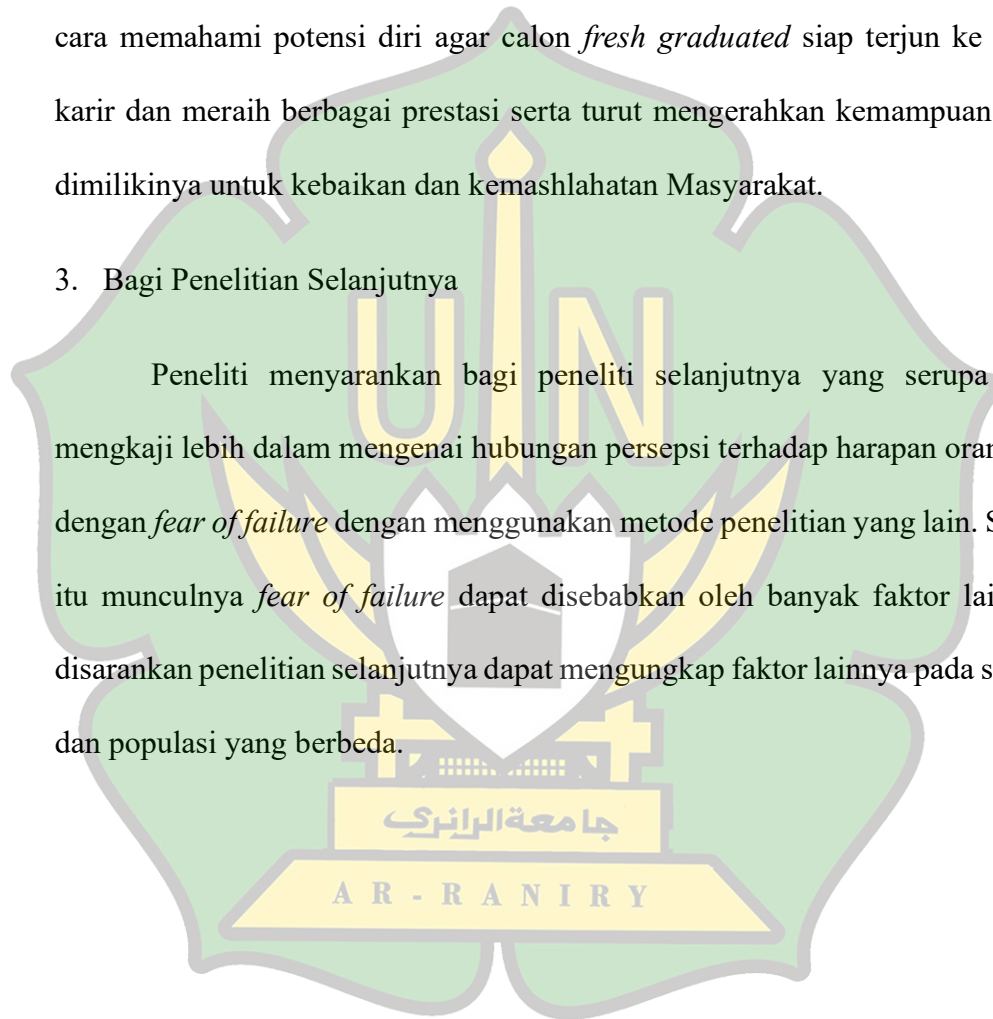 cara memahami potensi diri agar calon fresh graduated siap terjun ke
karir dan meraih berbagai prestasi serta turut mengerahkan kemampuan
dimilikinya untuk kebaikan dan kemashlahatan Masyarakat.
3. Bagi Penelitian Selanjutnya
UIN
Peneliti menyarankan bagi peneliti selanjutnya yang serupa
mengkaji lebih dalam mengenai hubungan persepsi terhadap harapan oran
dengan fear of failure dengan menggunakan metode penelitian yang lain. S
itu munculnya fear of failure dapat disebabkan oleh banyak faktor lai
disarankan penelitian selanjutnya dapat mengungkap faktor lainnya pada s
dan populasi yang berbeda.
جامعة الرانري
AR-RANIRY